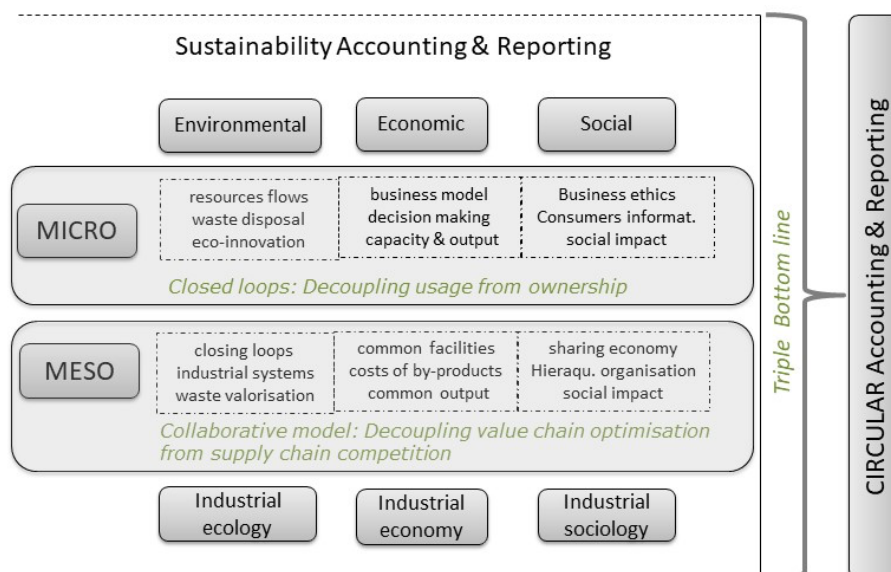 Sustainability Accounting & Reporting
Environmental
Economic
Social
MICRO
resources flows
waste disposal
eco-innovation
business model
decision making
capacity & output
Business ethics
Consumers informat.
social impact
Closed loops: Decoupling usage from ownership
MESO
closing loops
industrial systems
waste valorisation
common facilities
costs of by-products
common output
sharing economy
Hieraqu. organisation
social impact
Collaborative model: Decoupling value chain optimisation
from supply chain competition
Industrial
ecology
Industrial
economy
Industrial
sociology
Triple Bottom line
CIRCULAR Accounting & Reporting